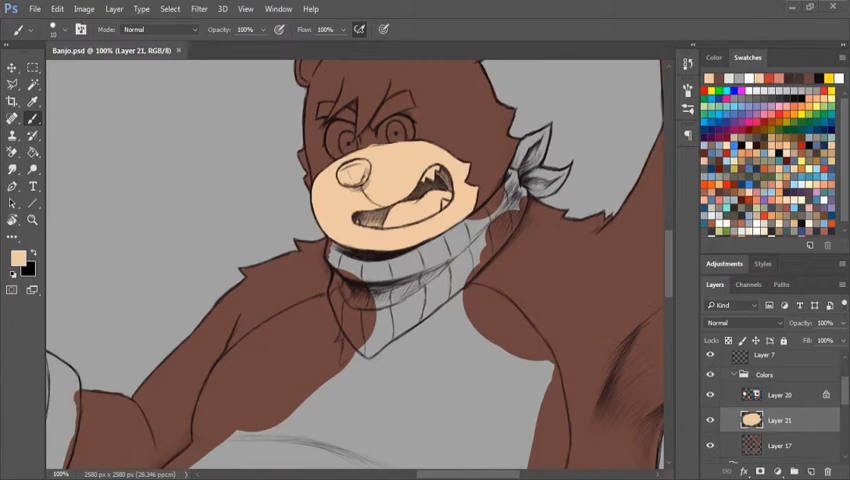 Ps File Edit Image Layer Type Select Filter 3D View Window Help
10 Mode: Normal Opacity: 100% Flow: 100%
Banjo.psd @ 100% (Layer 21, RGB/8) ×
Color Swatches
Adjustments Styles
Layers Channels Paths
Kind
Normal Opacity: 100%
Lock: Fill: 100%
Layer 7
Colors
Layer 20
Layer 21
Layer 17
100% 2580 px x 2580 px (28.346 ppcm)